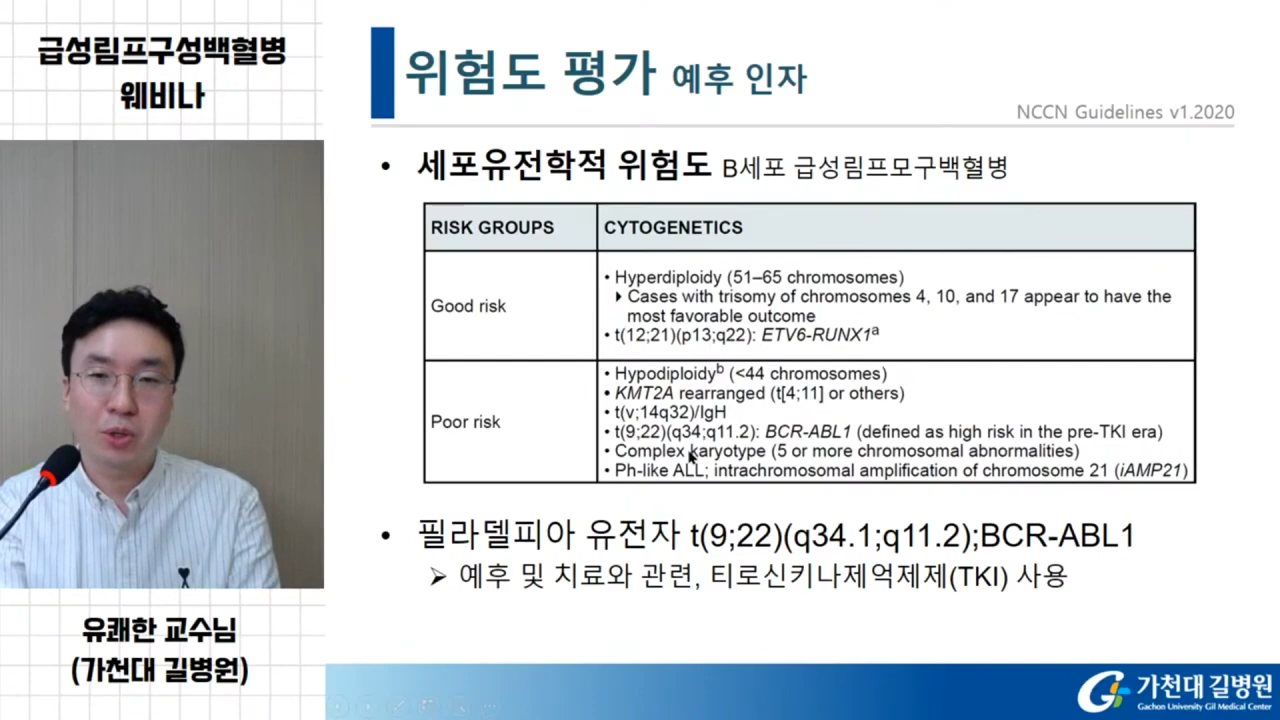 급성림프구성백혈병
웨비나
유쾌한 교수님
(가천대 길병원)
위험도 평가 예후 인자
NCCN Guidelines v1.2020
• 세포유전학적 위험도 B세포 급성림프모구백혈병
RISK GROUPS
CYTOGENETICS
Good risk
• Hyperdiploidy (51–65 chromosomes)
Cases with trisomy of chromosomes 4, 10, and 17 appear to have the
most favorable outcome
• t(12;21)(p13;q22): ETV6-RUNX1a
Poor risk
• Hypodiploidyb (<44 chromosomes)
• KMT2A rearranged (t[4;11] or others)
• t(v;14q32)/IgH
• t(9;22)(q34;q11.2): BCR-ABL1 (defined as high risk in the pre-TKI era)
• Complex karyotype (5 or more chromosomal abnormalities)
• Ph-like ALL; intrachromosomal amplification of chromosome 21 (iAMP21)
• 필라델피아 유전자 t(9;22)(q34.1;q11.2);BCR-ABL1
➢ 예후 및 치료와 관련, 티로신키나제억제제(TKI) 사용
가천대 길병원
Gachon University Gil Medical Center